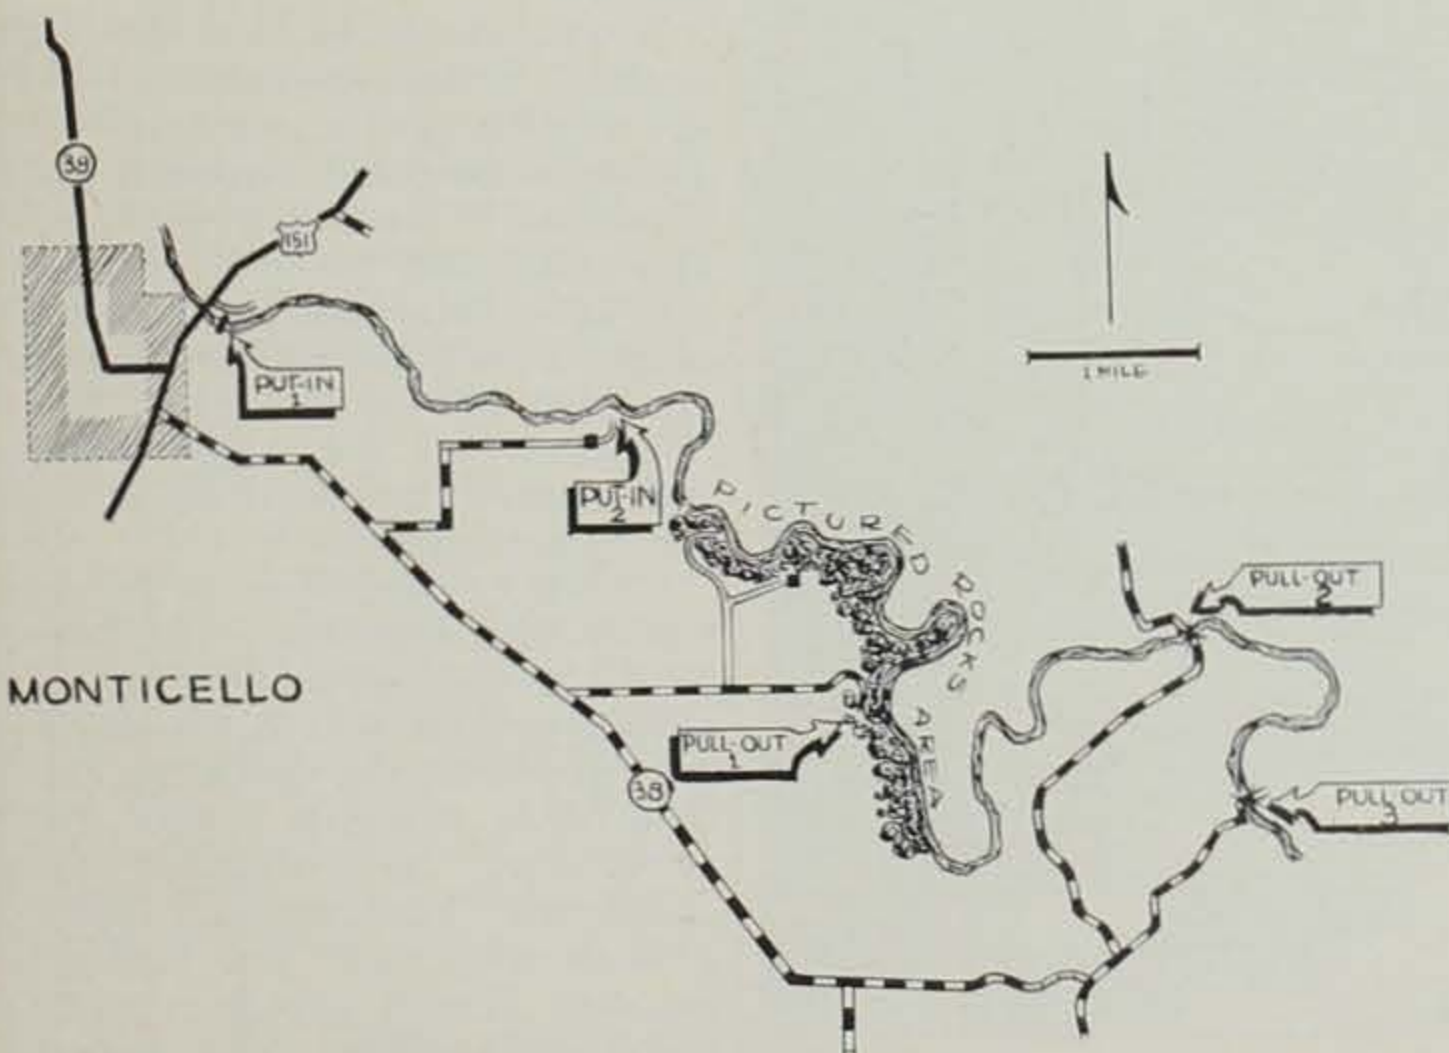 38
151
PUT-IN
1
PUT-IN
2
PICTURED ROCKS AREA
1 MILE
PULL-OUT
2
MONTICELLO
PULL-OUT
1
38
PULL OUT
3